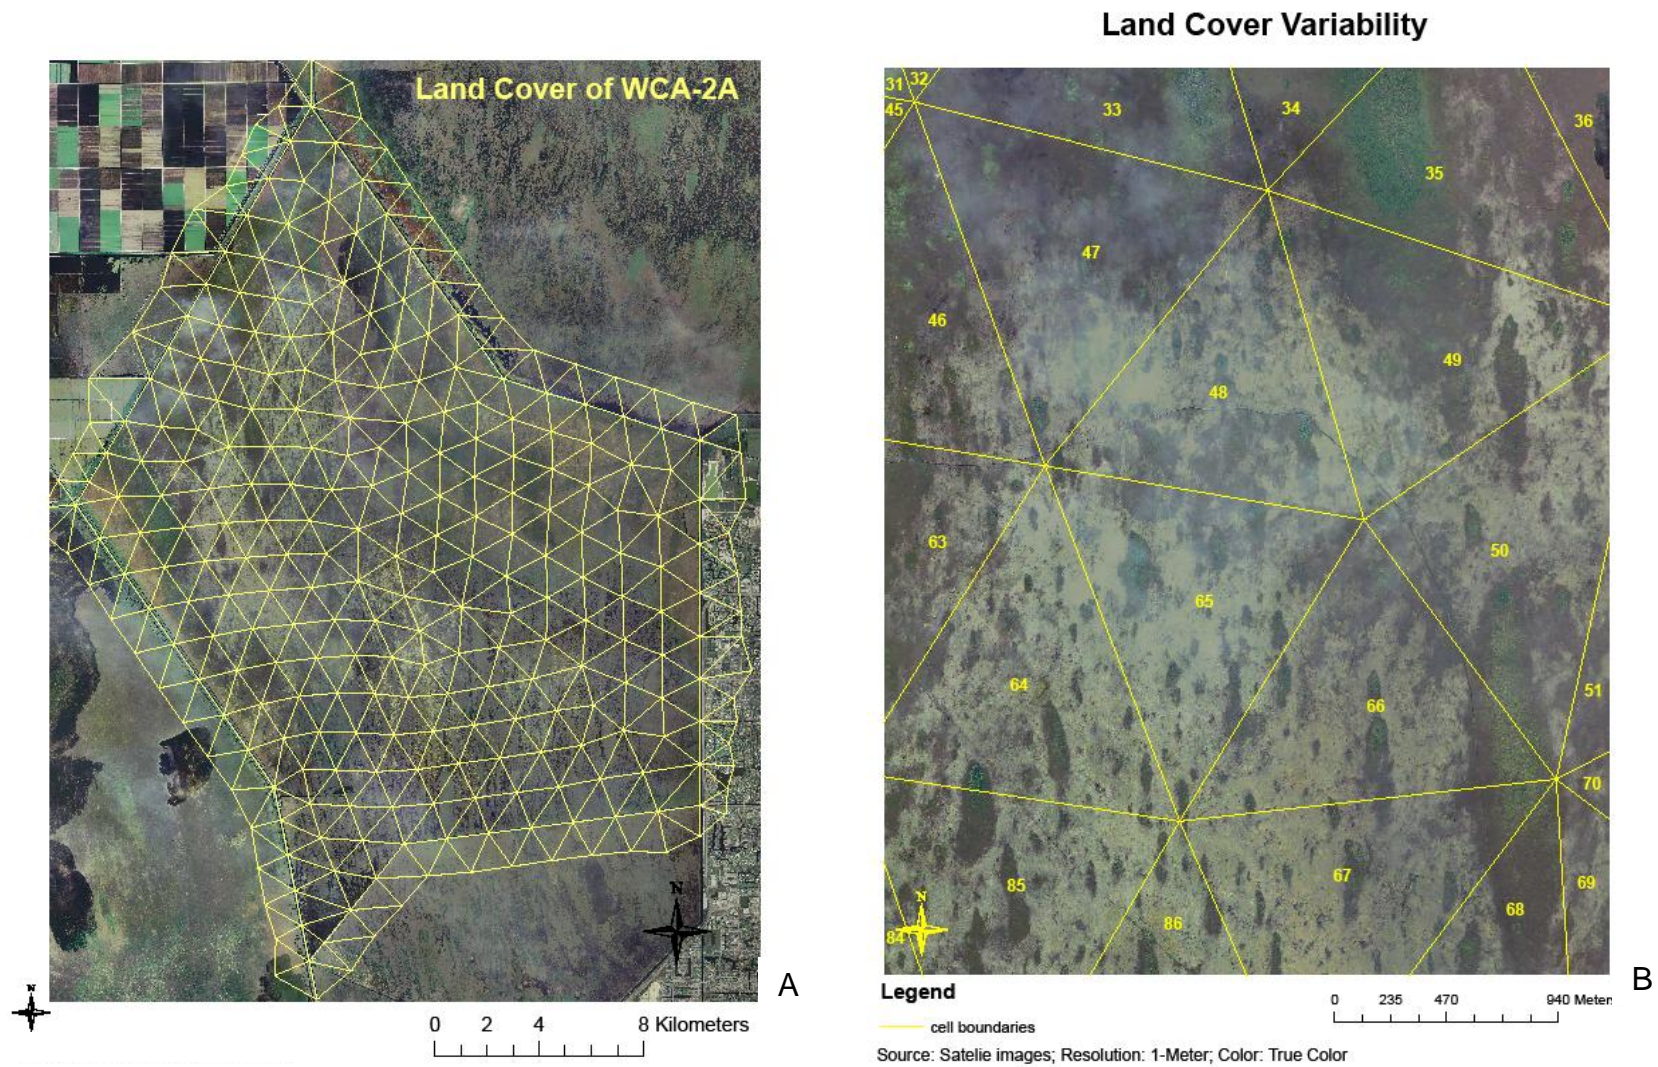 Land Cover Variability
Land Cover of WCA-2A
31 32
45
33
34
36
35
47
46
49
48
63
50
65
64
66
51
70
85
67
69
86
68
84
N
N
N
A
B
0 2 4 8 Kilometers
Legend
cell boundaries
0 235 470 940 Meters
Source: Satelie images; Resolution: 1-Meter; Color: True Color